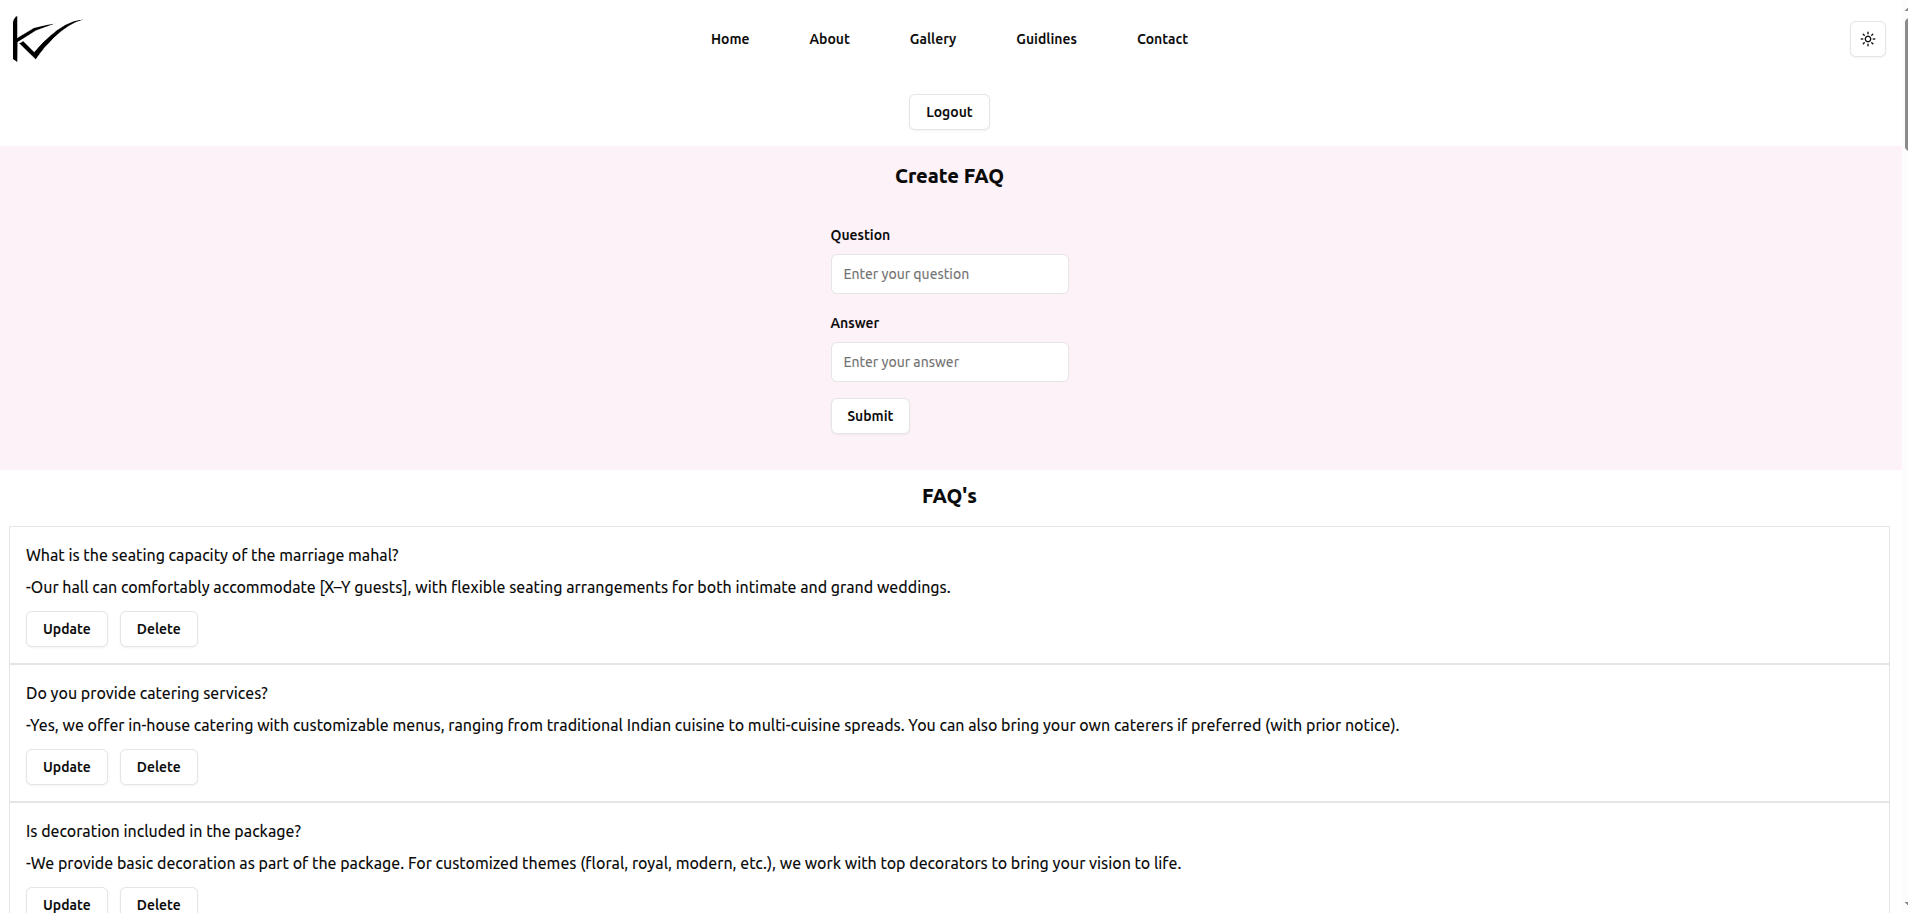 Home About Gallery Guidlines Contact
Logout
Create FAQ
Question
Enter your question
Answer
Enter your answer
Submit
FAQ's
What is the seating capacity of the marriage mahal?
-Our hall can comfortably accommodate [X–Y guests], with flexible seating arrangements for both intimate and grand weddings.
Update Delete
Do you provide catering services?
-Yes, we offer in-house catering with customizable menus, ranging from traditional Indian cuisine to multi-cuisine spreads. You can also bring your own caterers if preferred (with prior notice).
Update Delete
Is decoration included in the package?
-We provide basic decoration as part of the package. For customized themes (floral, royal, modern, etc.), we work with top decorators to bring your vision to life.
Update Delete